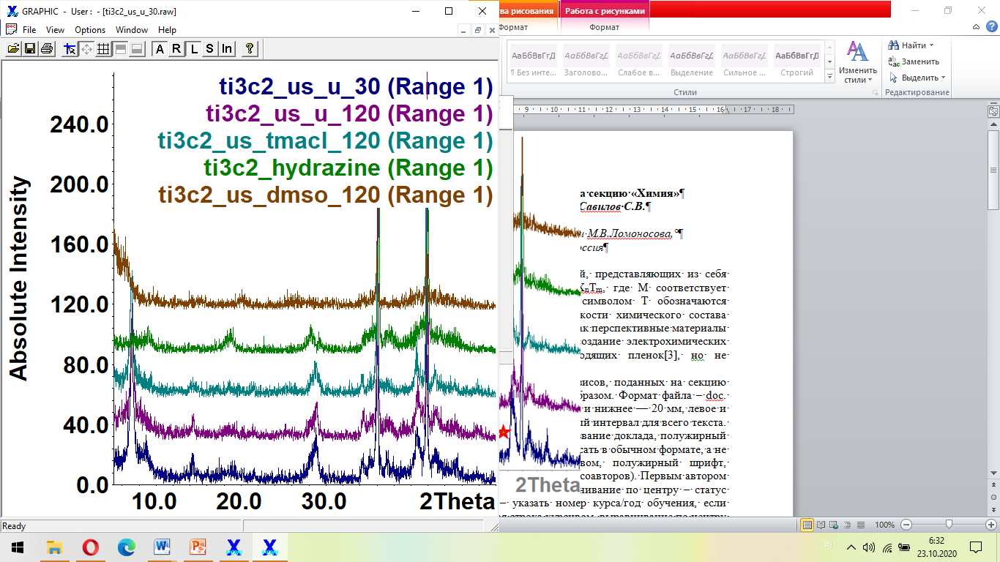 GRAPHIC - User : - [ti3c2_us_u_30.raw]
File View Options Window Help
A R L S In ?
ti3c2_us_u_30 (Range 1)
ti3c2_us_u_120 (Range 1)
ti3c2_us_tmacl_120 (Range 1)
ti3c2_hydrazine (Range 1)
ti3c2_us_dmso_120 (Range 1)
Absolute Intensity
240.0
200.0
160.0
120.0
80.0
40.0
0.0
10.0 20.0 30.0 2Theta
Ready
ва рисования Работа с рисунками
Формат Формат
АаБбВвГгД АаБбВвГгД АаБбВвГгД АаБбВвГгД АаБбВвГгД АаБбВвГгД
¶ Без инте... Заголово... Слабое в... Выделение Сильное ... Строгий
Изменить
стили
Стили
Найти
Заменить
Выделить
Редактирование
9 10 11 12 13 14 15 16 17 18
а секцию «Химия»¶
Савилов С.В.¶
М.В.Ломоносова,
оссия¶
й, представляющих из себя
XnTm, где М соответствует
символом Т обозначаются
кости химического состава
ак перспективные материалы
оздание электрохимических
одящих пленок[3], но не
зисов, поданных на секцию
бразом. Формат файла – doc.
и нижнее — 20 мм, левое и
ый интервал для всего текста.
вание доклада, полужирный
сать в обычном формате, а не
вом, полужирный шрифт,
соавторов). Первым автором
нивание по центру – статус
– указать номер курса/год обучения, если
2Theta
100%
6:32
23.10.2020